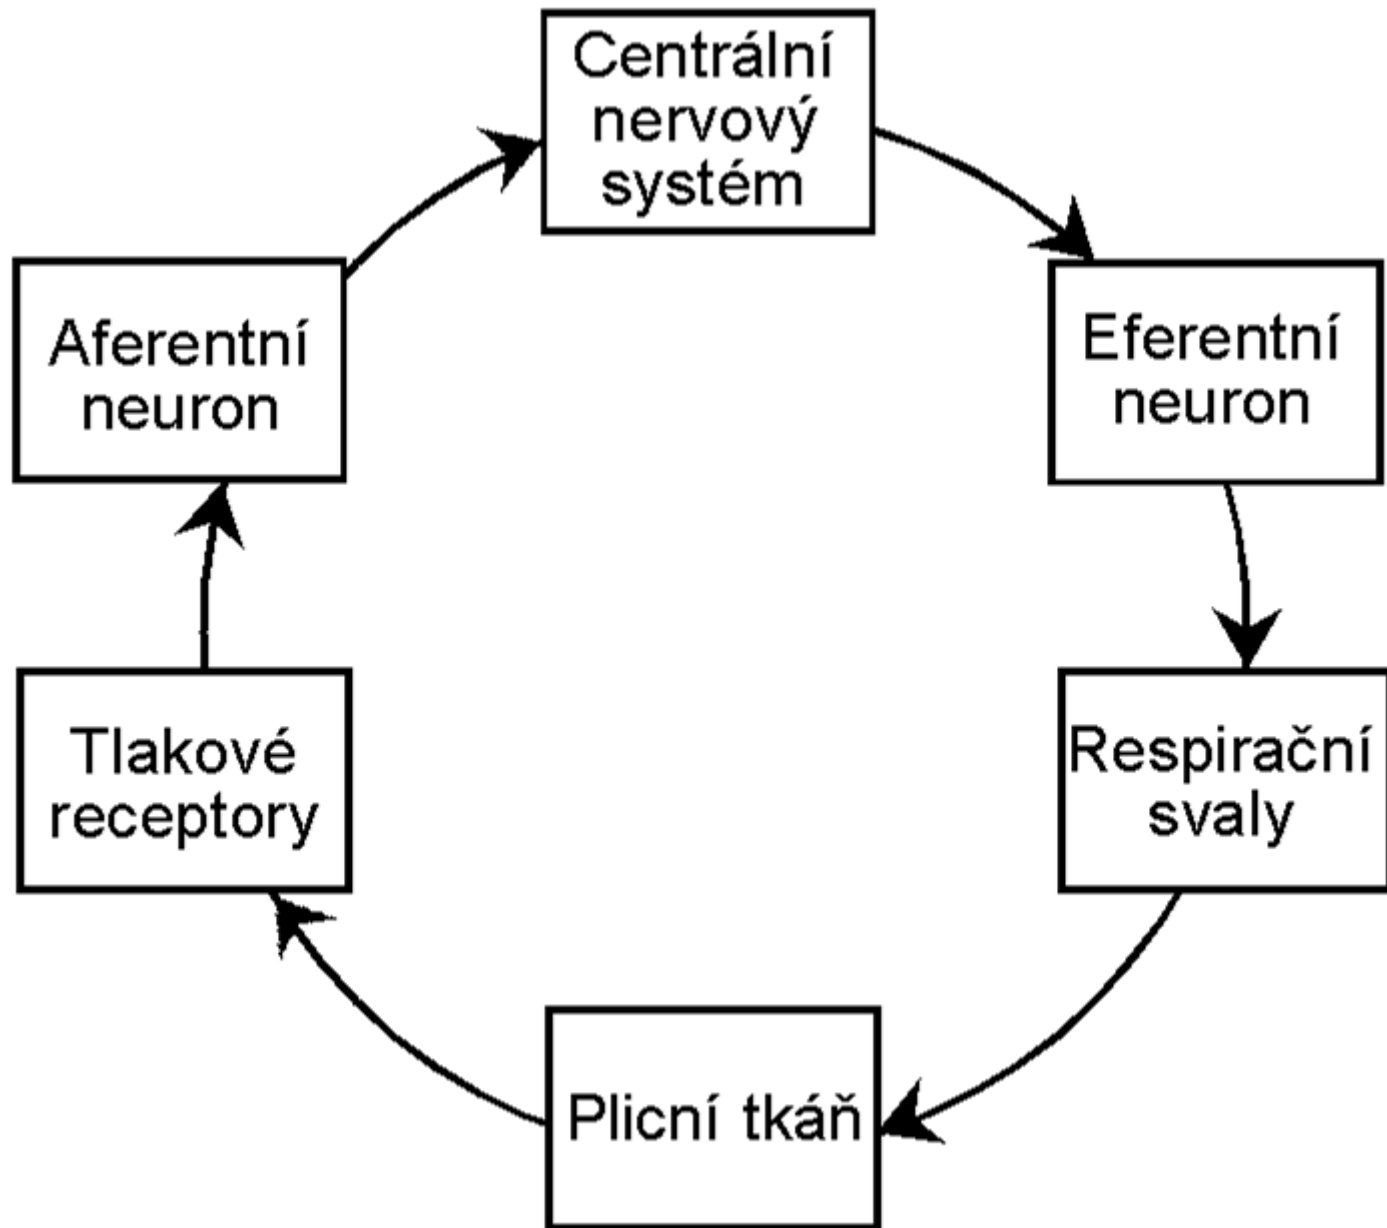 Centrální
nervový
systém
Aferentní
neuron
Eferentní
neuron
Tlakové
receptory
Respirační
svaly
Plicní tkáň